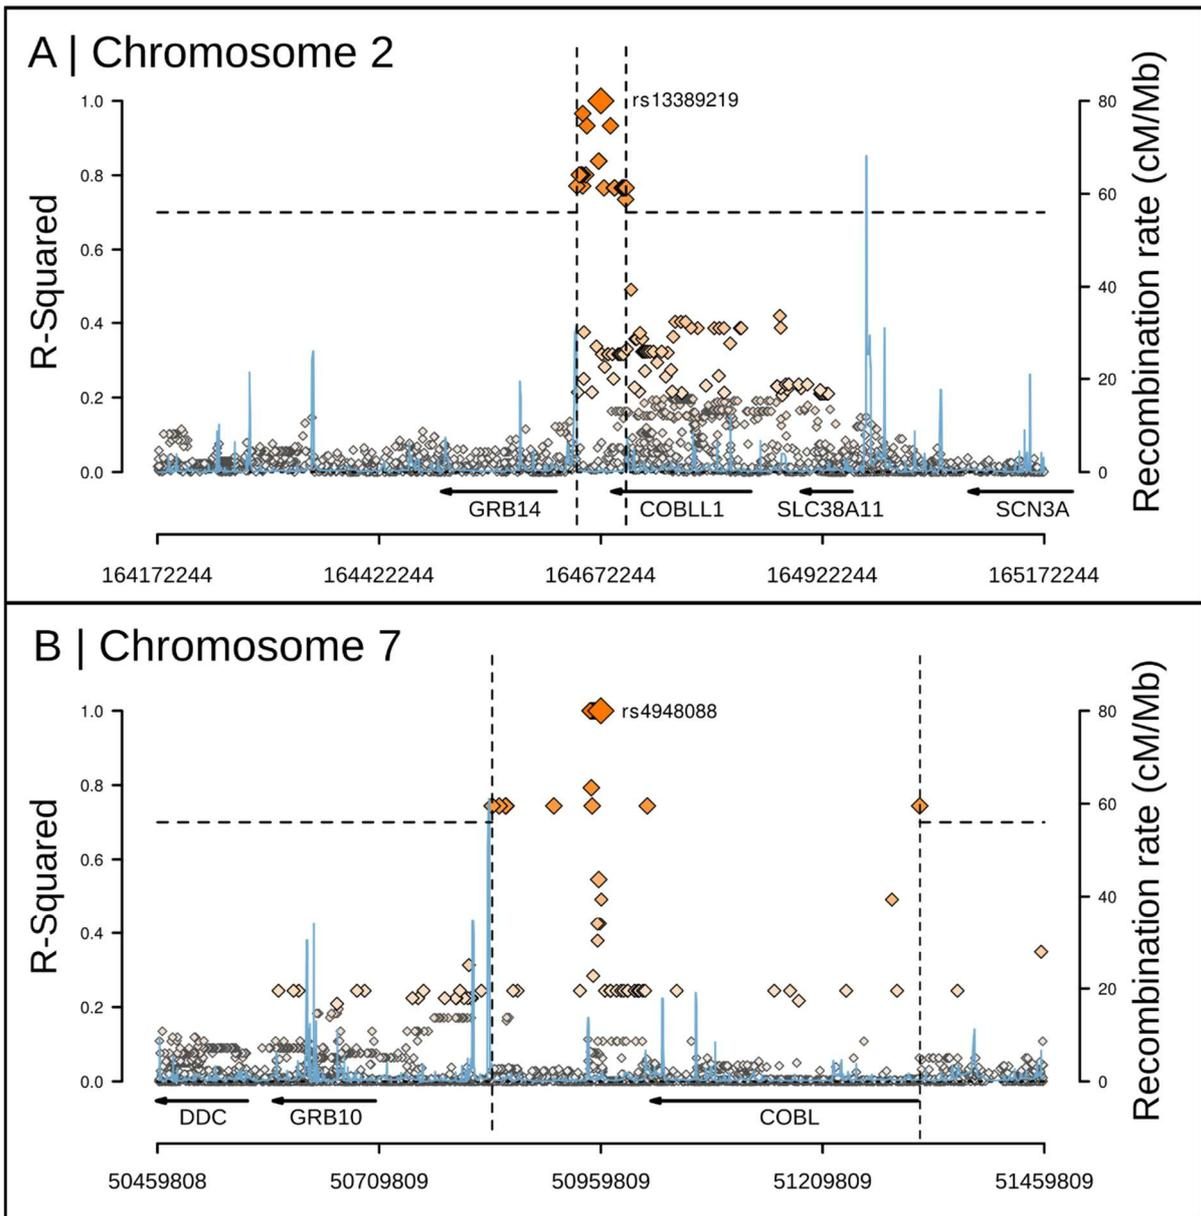 A | Chromosome 2
R-Squared
1.0
0.8
0.6
0.4
0.2
0.0
rs13389219
80
60
40
20
0
Recombination rate (cM/Mb)
GRB14 COBLL1 SLC38A11 SCN3A
164172244 164422244 164672244 164922244 165172244
B | Chromosome 7
R-Squared
1.0
0.8
0.6
0.4
0.2
0.0
rs4948088
80
60
40
20
0
Recombination rate (cM/Mb)
DDC GRB10 COBL
50459808 50709809 50959809 51209809 51459809